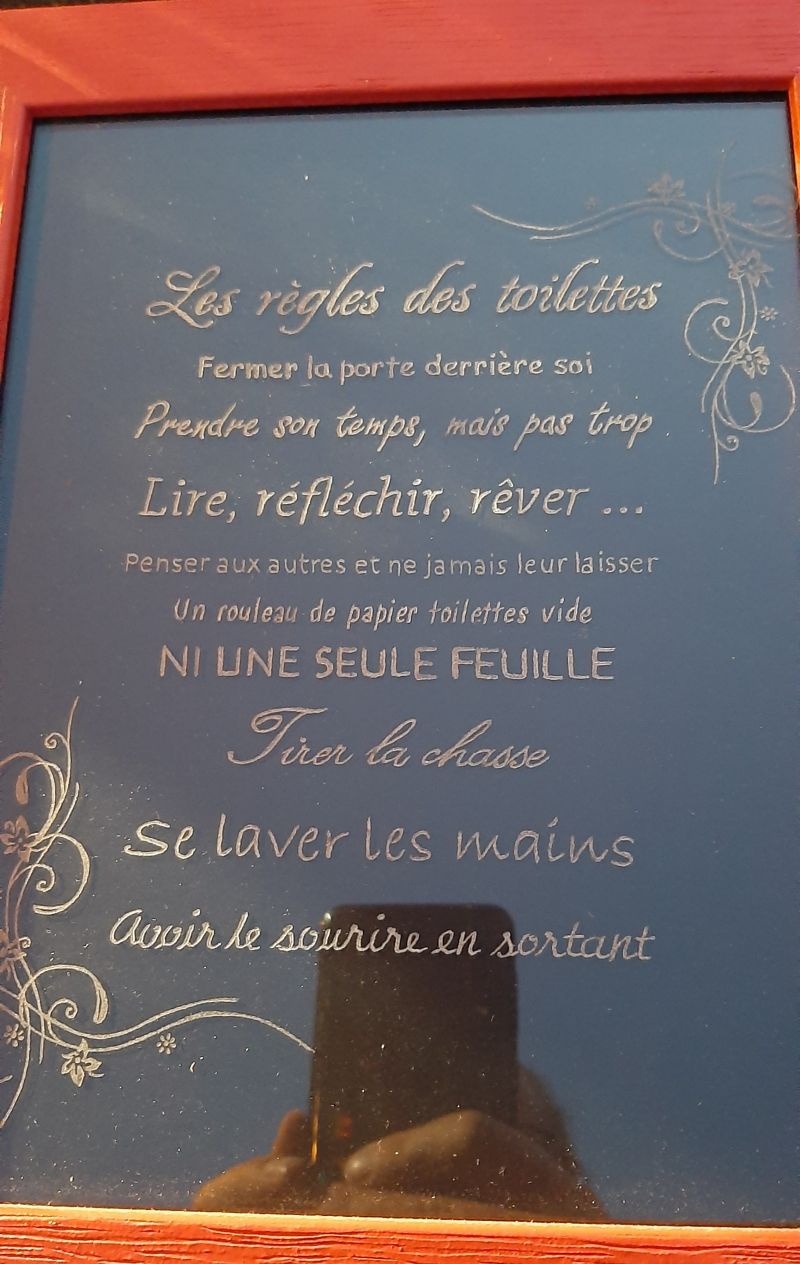 Les règles des toilettes
Fermer la porte derrière soi
Prendre son temps, mais pas trop
Lire, réfléchir, rêver ...
Penser aux autres et ne jamais leur laisser
Un rouleau de papier toilettes vide
NI UNE SEULE FEUILLE
Tirer la chasse
Se laver les mains
Avoir le sourire en sortant